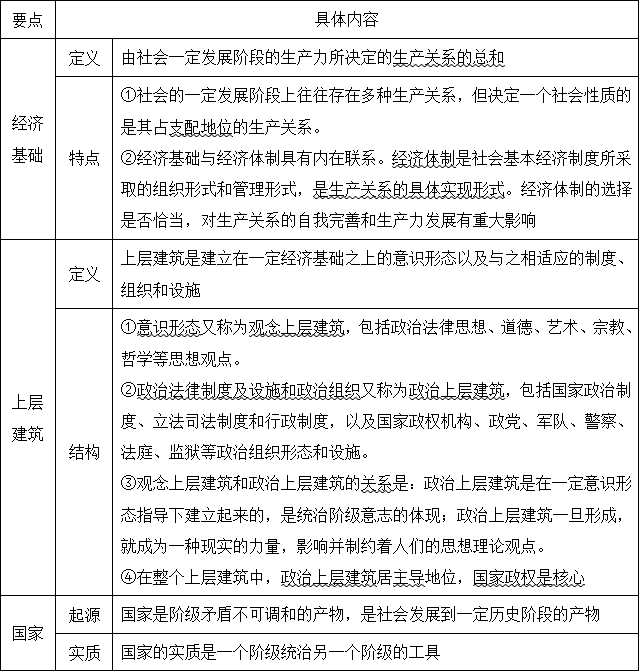 要点 具体内容
经济基础 定义 由社会一定发展阶段的生产力所决定的生产关系的总和
特点 ①社会的一定发展阶段上往往存在多种生产关系，但决定一个社会性质的
是其占支配地位的生产关系。
②经济基础与经济体制具有内在联系。经济体制是社会基本经济制度所采
取的组织形式和管理形式，是生产关系的具体实现形式。经济体制的选择
是否恰当，对生产关系的自我完善和生产力发展有重大影响
上层建筑 定义 上层建筑是建立在一定经济基础之上的意识形态以及与之相适应的制度、
组织和设施
结构 ①意识形态又称为观念上层建筑，包括政治法律思想、道德、艺术、宗教、
哲学等思想观点。
②政治法律制度及设施和政治组织又称为政治上层建筑，包括国家政治制
度、立法司法制度和行政制度，以及国家政权机构、政党、军队、警察、
法庭、监狱等政治组织形态和设施。
③观念上层建筑和政治上层建筑的关系是：政治上层建筑是在一定意识形
态指导下建立起来的，是统治阶级意志的体现；政治上层建筑一旦形成，
就成为一种现实的力量，影响并制约着人们的思想理论观点。
④在整个上层建筑中，政治上层建筑居主导地位，国家政权是核心
国家 起源 国家是阶级矛盾不可调和的产物，是社会发展到一定历史阶段的产物
实质 国家的实质是一个阶级统治另一个阶级的工具